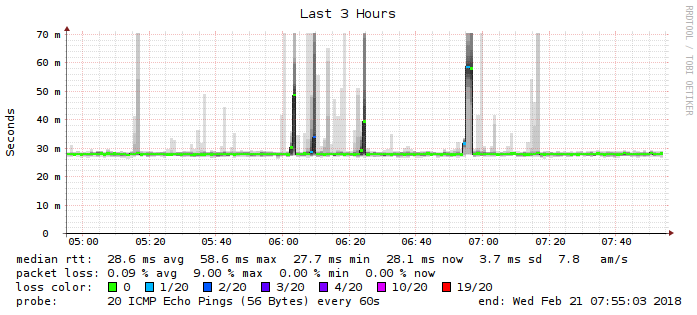 Last 3 Hours
RRDTOOL / TOBI OETIKER
Seconds
70 m
60 m
50 m
40 m
30 m
20 m
10 m
0
05:00 05:20 05:40 06:00 06:20 06:40 07:00 07:20 07:40
median rtt: 28.6 ms avg 58.6 ms max 27.7 ms min 28.1 ms now 3.7 ms sd 7.8 am/s
packet loss: 0.09 % avg 9.00 % max 0.00 % min 0.00 % now
loss color: 0 1/20 2/20 3/20 4/20 10/20 19/20
probe: 20 ICMP Echo Pings (56 Bytes) every 60s end: Wed Feb 21 07:55:03 2018